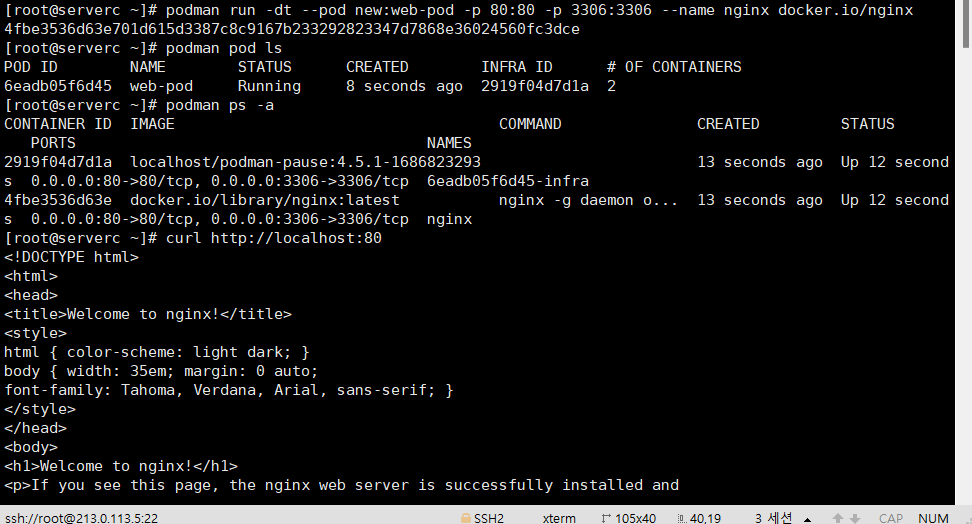 [root@serverc ~]# podman run -dt --pod new:web-pod -p 80:80 -p 3306:3306 --name nginx docker.io/nginx
4fbe3536d63e701d615d3387c8c9167b233292823347d7868e36024560fc3dce
[root@serverc ~]# podman pod ls
POD ID        NAME        STATUS      CREATED        INFRA ID      # OF CONTAINERS
6eadb05f6d45  web-pod     Running     8 seconds ago  2919f04d7d1a  2
[root@serverc ~]# podman ps -a
CONTAINER ID  IMAGE                                    COMMAND               CREATED         STATUS
   PORTS                                       NAMES
2919f04d7d1a  localhost/podman-pause:4.5.1-1686823293                        13 seconds ago  Up 12 second
s  0.0.0.0:80->80/tcp, 0.0.0.0:3306->3306/tcp  6eadb05f6d45-infra
4fbe3536d63e  docker.io/library/nginx:latest           nginx -g daemon o...  13 seconds ago  Up 12 second
s  0.0.0.0:80->80/tcp, 0.0.0.0:3306->3306/tcp  nginx
[root@serverc ~]# curl http://localhost:80
<!DOCTYPE html>
<html>
<head>
<title>Welcome to nginx!</title>
<style>
html { color-scheme: light dark; }
body { width: 35em; margin: 0 auto;
font-family: Tahoma, Verdana, Arial, sans-serif; }
</style>
</head>
<body>
<h1>Welcome to nginx!</h1>
<p>If you see this page, the nginx web server is successfully installed and
ssh://root@213.0.113.5:22 SSH2 xterm 105x40 40,19 3 세션 CAP NUM